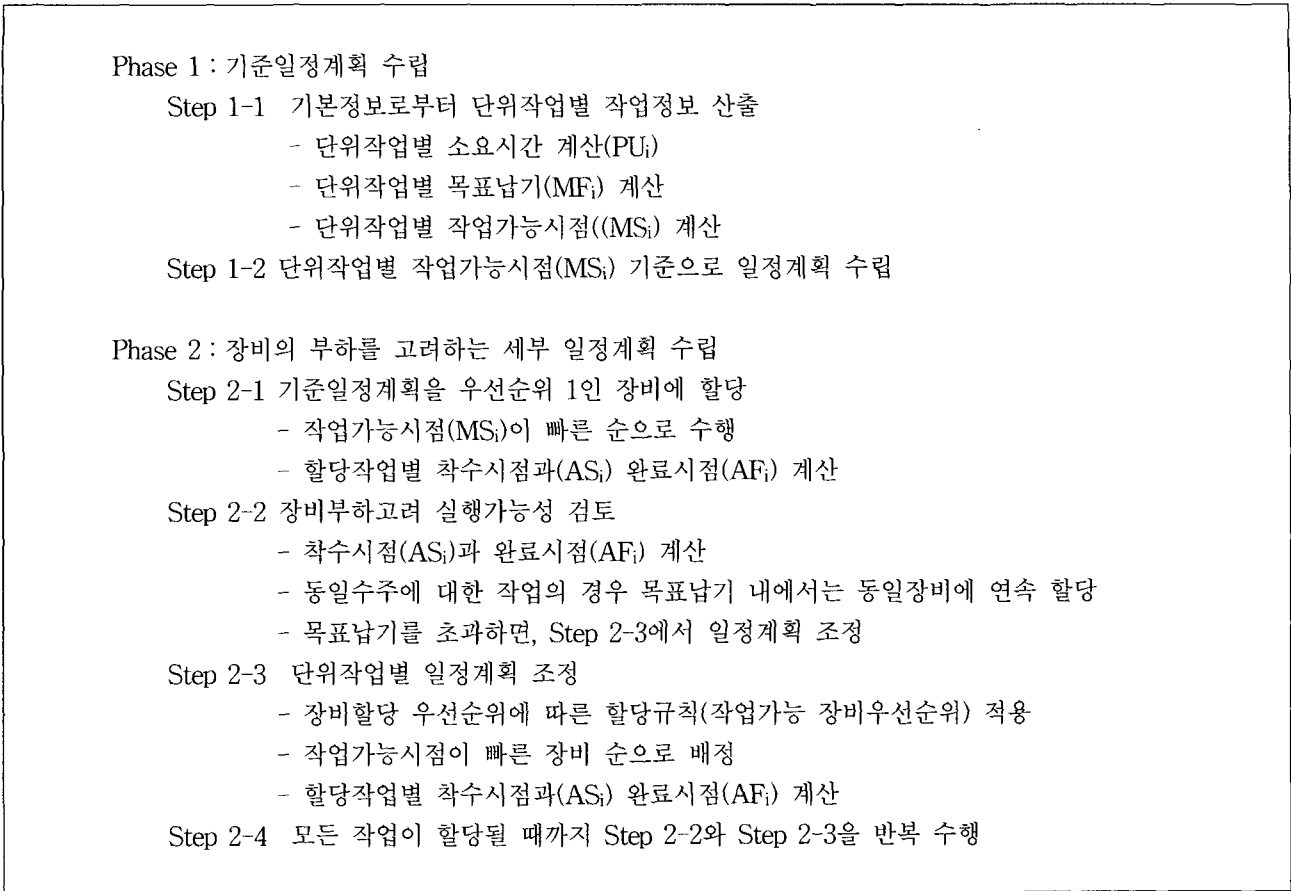 Phase 1 : 기준일정계획 수립
Step 1-1 기본정보로부터 단위작업별 작업정보 산출
- 단위작업별 소요시간 계산(PUi)
- 단위작업별 목표납기(MFi) 계산
- 단위작업별 작업가능시점((MSi) 계산
Step 1-2 단위작업별 작업가능시점(MSi) 기준으로 일정계획 수립
Phase 2 : 장비의 부하를 고려하는 세부 일정계획 수립
Step 2-1 기준일정계획을 우선순위 1인 장비에 할당
- 작업가능시점(MSi)이 빠른 순으로 수행
- 할당작업별 착수시점과(ASi) 완료시점(AFi) 계산
Step 2-2 장비부하고려 실행가능성 검토
- 착수시점(ASi)과 완료시점(AFi) 계산
- 동일수주에 대한 작업의 경우 목표납기 내에서는 동일장비에 연속 할당
- 목표납기를 초과하면, Step 2-3에서 일정계획 조정
Step 2-3 단위작업별 일정계획 조정
- 장비할당 우선순위에 따른 할당규칙(작업가능 장비우선순위) 적용
- 작업가능시점이 빠른 장비 순으로 배정
- 할당작업별 착수시점과(ASi) 완료시점(AFi) 계산
Step 2-4 모든 작업이 할당될 때까지 Step 2-2와 Step 2-3을 반복 수행